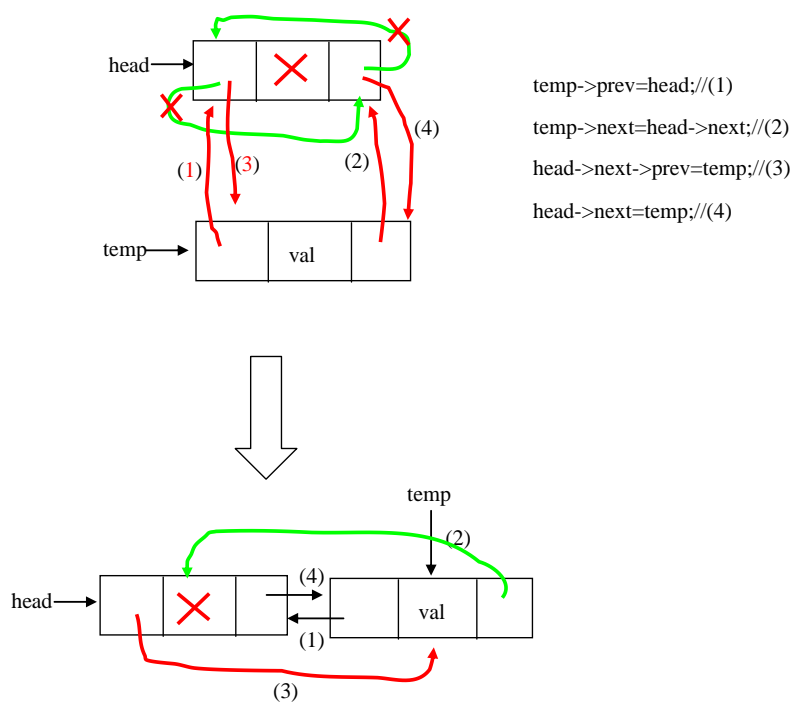 head
temp->prev=head;//(1)
temp->next=head->next;//(2)
head->next->prev=temp;//(3)
head->next=temp;//(4)
(4)
(1)
(3)
(2)
temp
val
temp
(2)
head
(4)
val
(1)
(3)